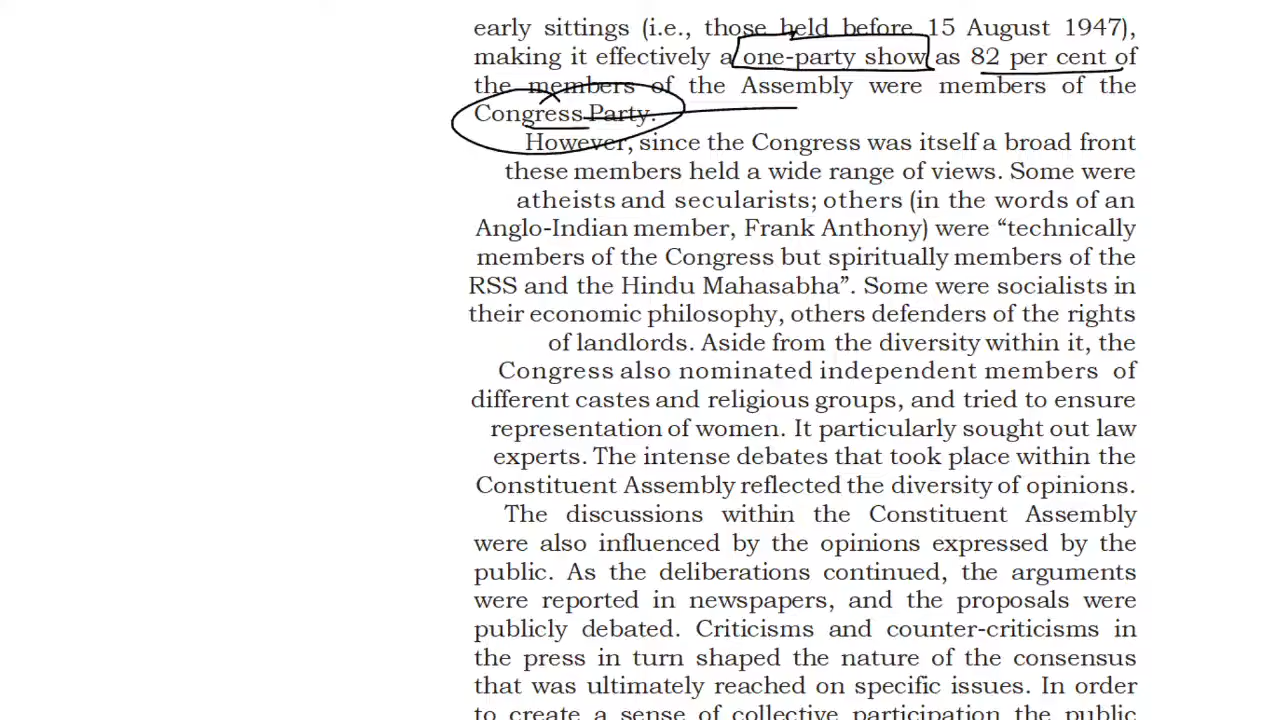 early sittings (i.e., those held before 15 August 1947),
making it effectively a one-party show as 82 per cent of
the members of the Assembly were members of the
Congress Party.
However, since the Congress was itself a broad front
these members held a wide range of views. Some were
atheists and secularists; others (in the words of an
Anglo-Indian member, Frank Anthony) were “technically
members of the Congress but spiritually members of the
RSS and the Hindu Mahasabha”. Some were socialists in
their economic philosophy, others defenders of the rights
of landlords. Aside from the diversity within it, the
Congress also nominated independent members of
different castes and religious groups, and tried to ensure
representation of women. It particularly sought out law
experts. The intense debates that took place within the
Constituent Assembly reflected the diversity of opinions.
The discussions within the Constituent Assembly
were also influenced by the opinions expressed by the
public. As the deliberations continued, the arguments
were reported in newspapers, and the proposals were
publicly debated. Criticisms and counter-criticisms in
the press in turn shaped the nature of the consensus
that was ultimately reached on specific issues. In order
to create a sense of collective participation the public